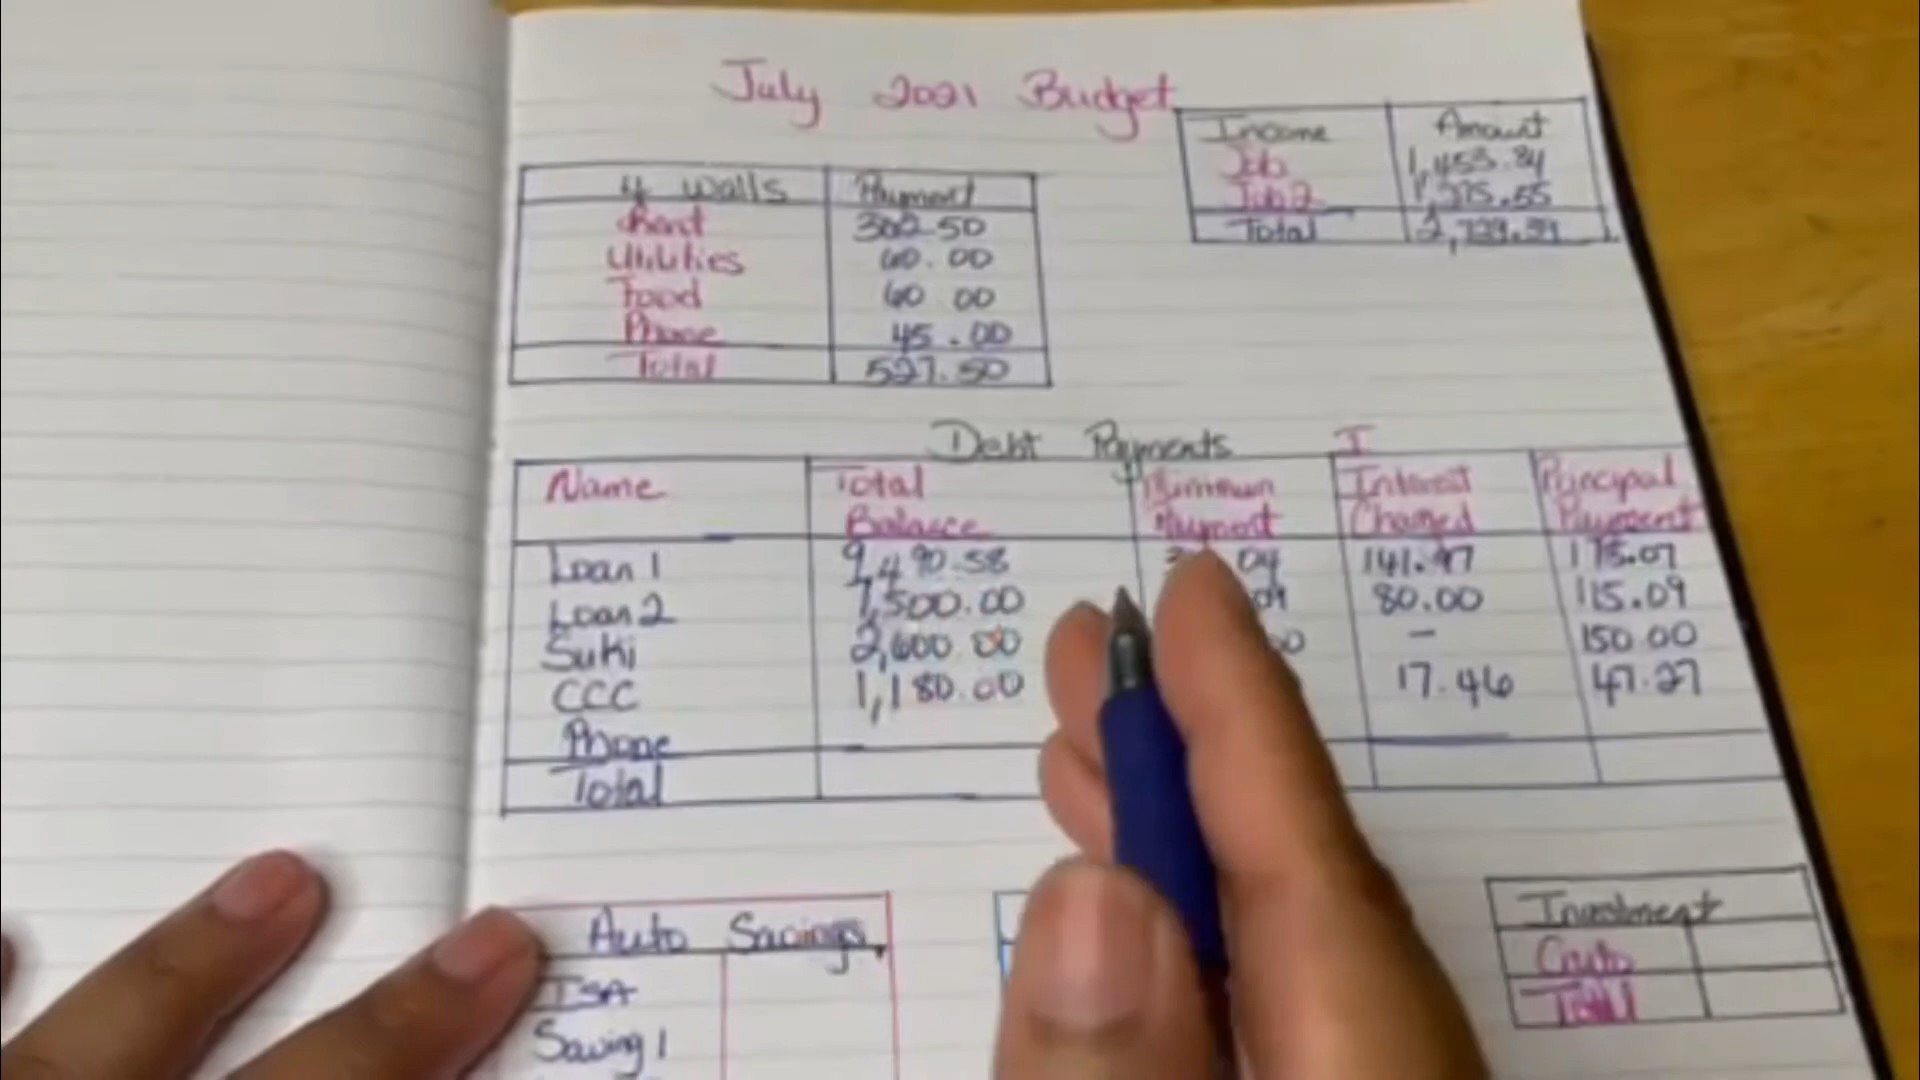 July 2021 Budget
Income Amount
Job 1,453.84
Job 2 1,275.55
Total 2,729.39
4 walls Payment
Rent 362.50
Utilities 60.00
Food 60.00
Phone 45.00
Total 527.50
Debt Payments I
Name Total Balance Minimum Payment Interest Charged Principal Payment
Loan 1 9,490.58 04 141.97 175.07
Loan 2 7,500.00 09 80.00 115.09
Suki 2,600.00 - 150.00
CCC 1,180.00 17.46 47.27
Phone
Total
Auto Savings
ISA
Saving 1
Investment
Total